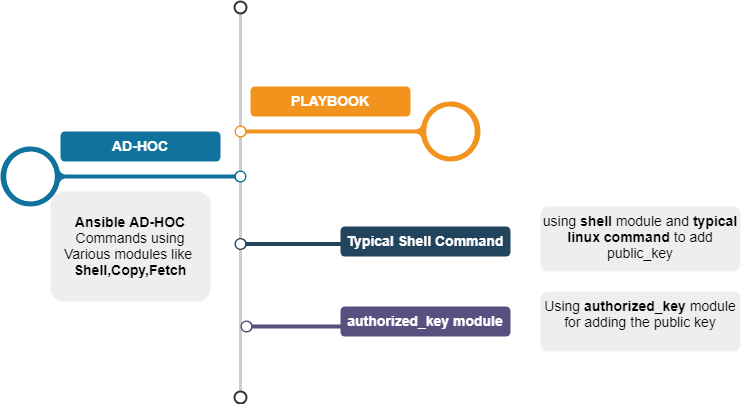 PLAYBOOK
AD-HOC
Ansible AD-HOC
Commands using
Various modules like
Shell,Copy,Fetch
Typical Shell Command
using shell module and typical
linux command to add
public_key
authorized_key module
Using authorized_key module
for adding the public key